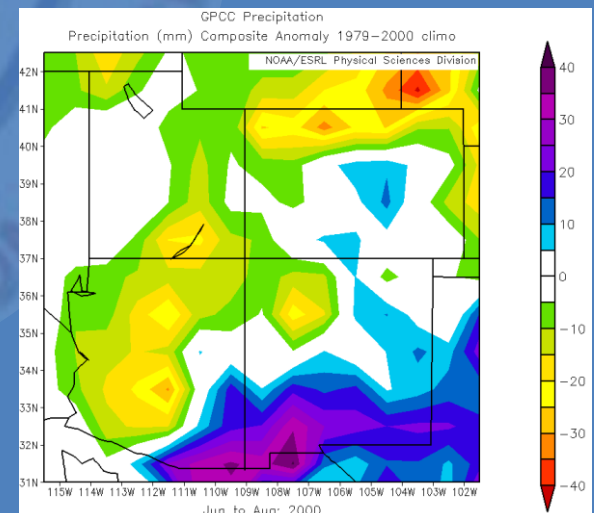 GPCC Precipitation
Precipitation (mm) Composite Anomaly 1979-2000 climo
NOAA/ESRL Physical Sciences Division
42N
41N
40N
39N
38N
37N
36N
35N
34N
33N
32N
31N
115W 114W 113W 112W 111W 110W 109W 108W 107W 106W 105W 104W 103W 102W
Jun to Aug: 2000
40
30
20
10
0
-10
-20
-30
-40